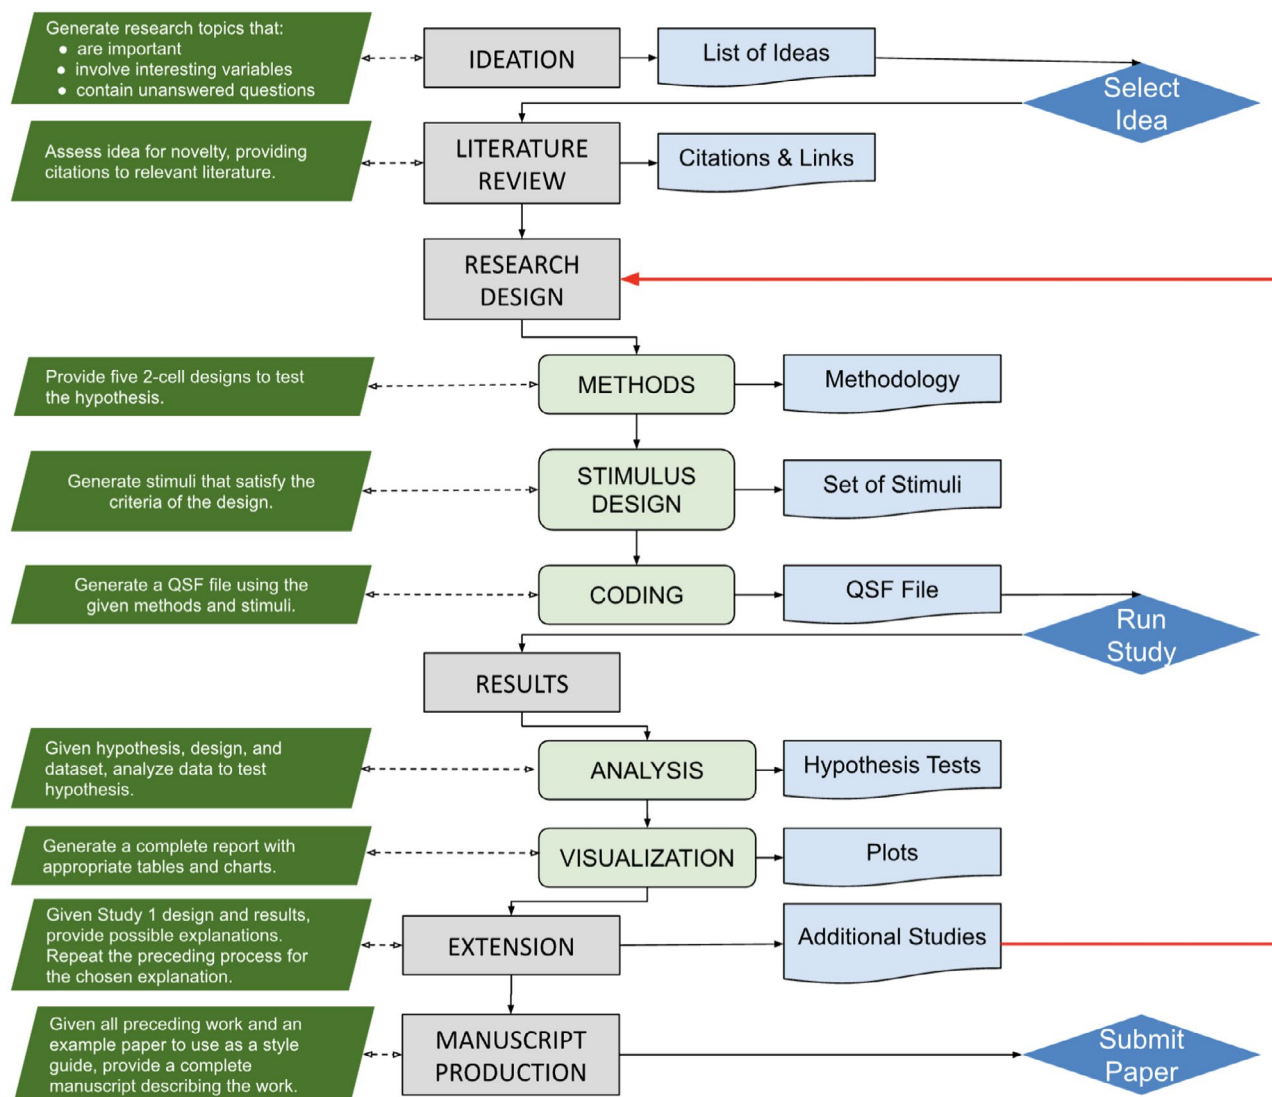 Generate research topics that:
● are important
● involve interesting variables
● contain unanswered questions
IDEATION
List of Ideas
Select
Idea
Assess idea for novelty, providing
citations to relevant literature.
LITERATURE
REVIEW
Citations & Links
RESEARCH
DESIGN
Provide five 2-cell designs to test
the hypothesis.
METHODS
Methodology
Generate stimuli that satisfy the
criteria of the design.
STIMULUS
DESIGN
Set of Stimuli
Generate a QSF file using the
given methods and stimuli.
CODING
QSF File
Run
Study
RESULTS
Given hypothesis, design, and
dataset, analyze data to test
hypothesis.
ANALYSIS
Hypothesis Tests
Generate a complete report with
appropriate tables and charts.
VISUALIZATION
Plots
Given Study 1 design and results,
provide possible explanations.
Repeat the preceding process for
the chosen explanation.
EXTENSION
Additional Studies
Given all preceding work and an
example paper to use as a style
guide, provide a complete
manuscript describing the work.
MANUSCRIPT
PRODUCTION
Submit
Paper